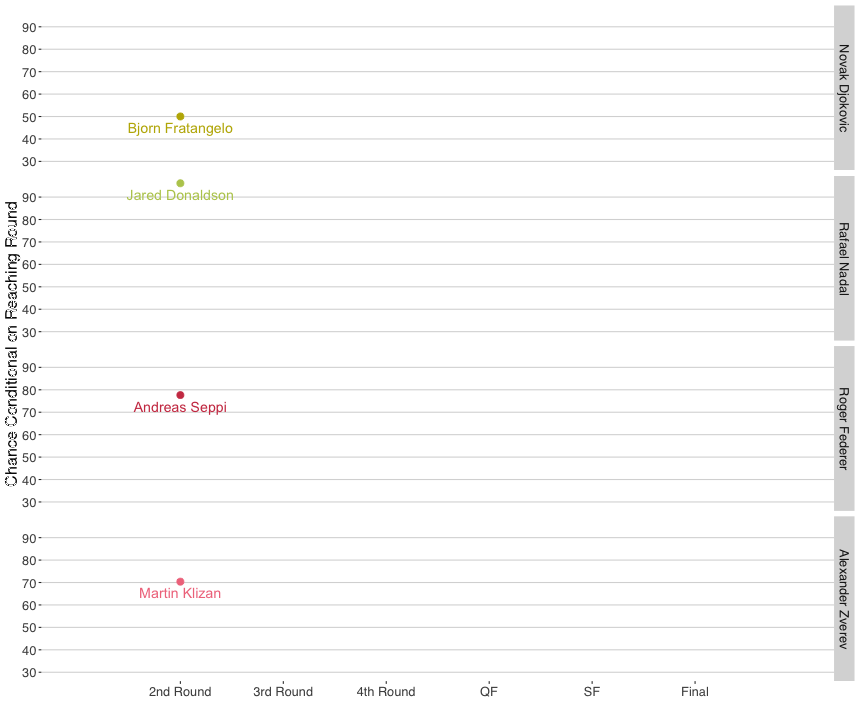 Chance Conditional on Reaching Round
90
80
70
60
50
40
30
Bjorn Fratangelo
Novak Djokovic
90
80
70
60
50
40
30
Jared Donaldson
Rafael Nadal
90
80
70
60
50
40
30
Andreas Seppi
Roger Federer
90
80
70
60
50
40
30
Martin Klizan
Alexander Zverev
2nd Round 3rd Round 4th Round QF SF Final